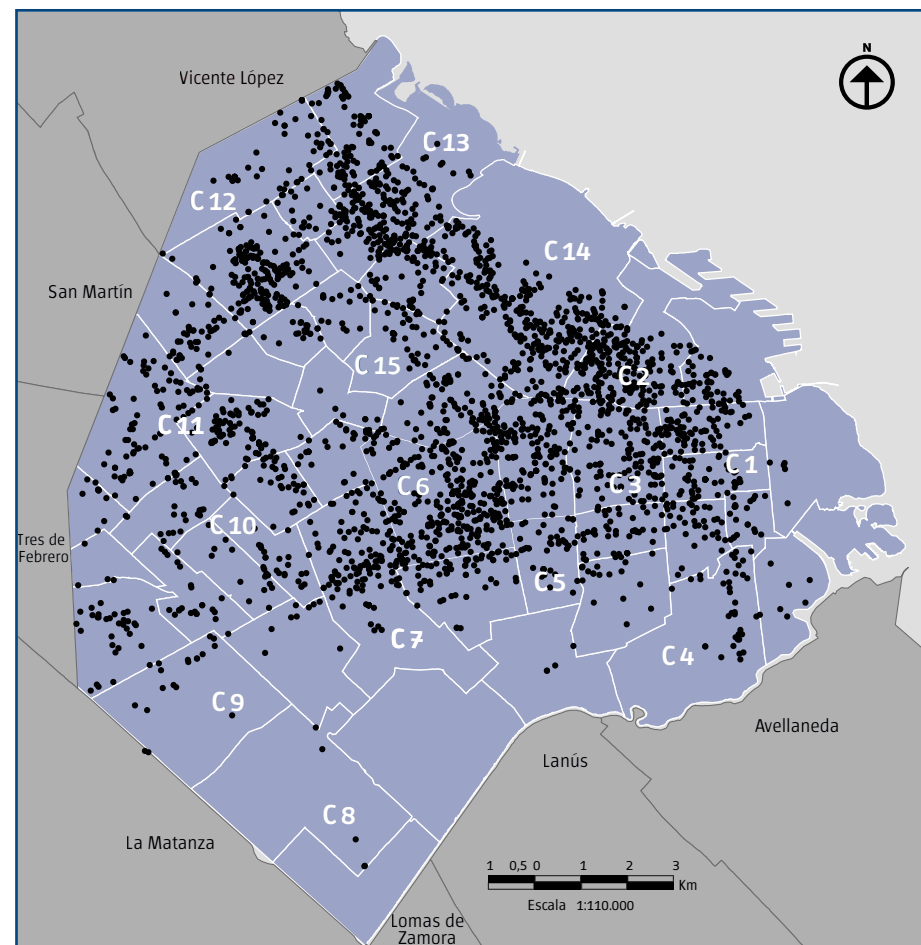 N
Vicente López
C 13
C 12
C 14
San Martín
C 15
C 2
C 11
C 1
C 6
C 3
C 10
Tres de
Febrero
C 5
C 7
C 4
C 9
Avellaneda
Lanús
C 8
La Matanza
1 0,5 0 1 2 3
Km
Escala 1:110.000
Lomas de
Zamora